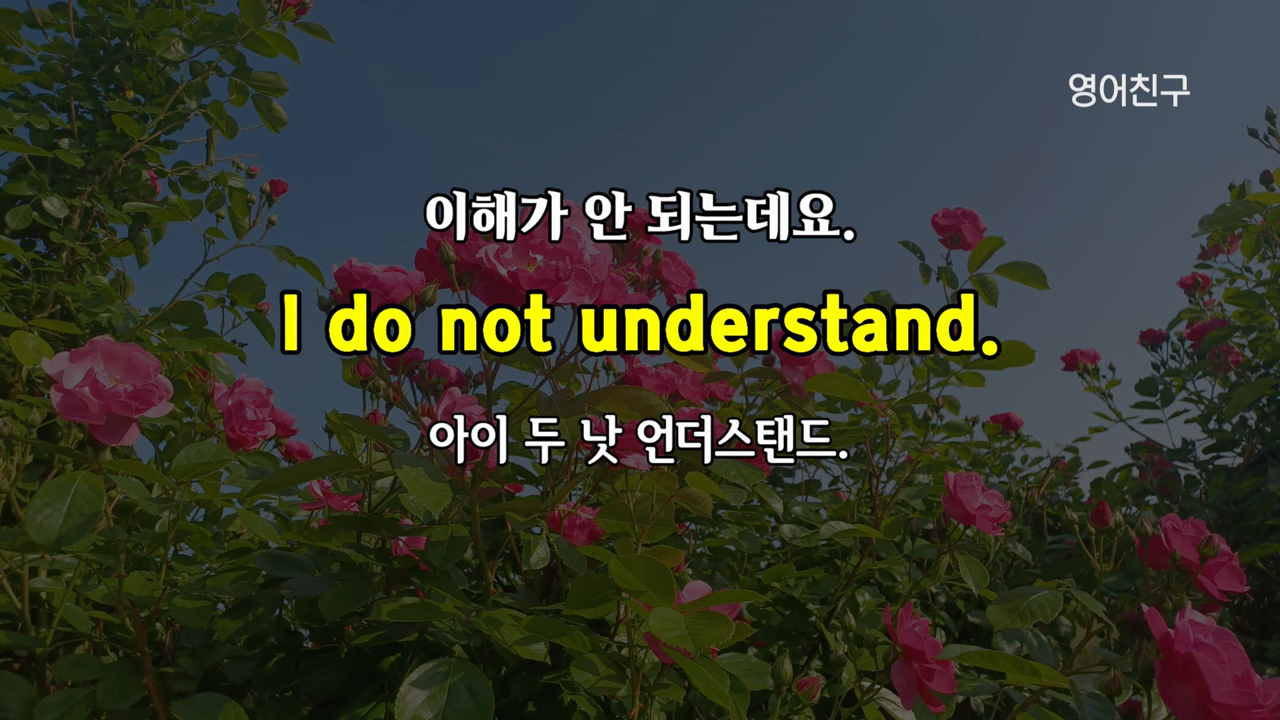 영어친구
이해가 안 되는데요.
I do not understand.
아이 두 낫 언더스탠드.